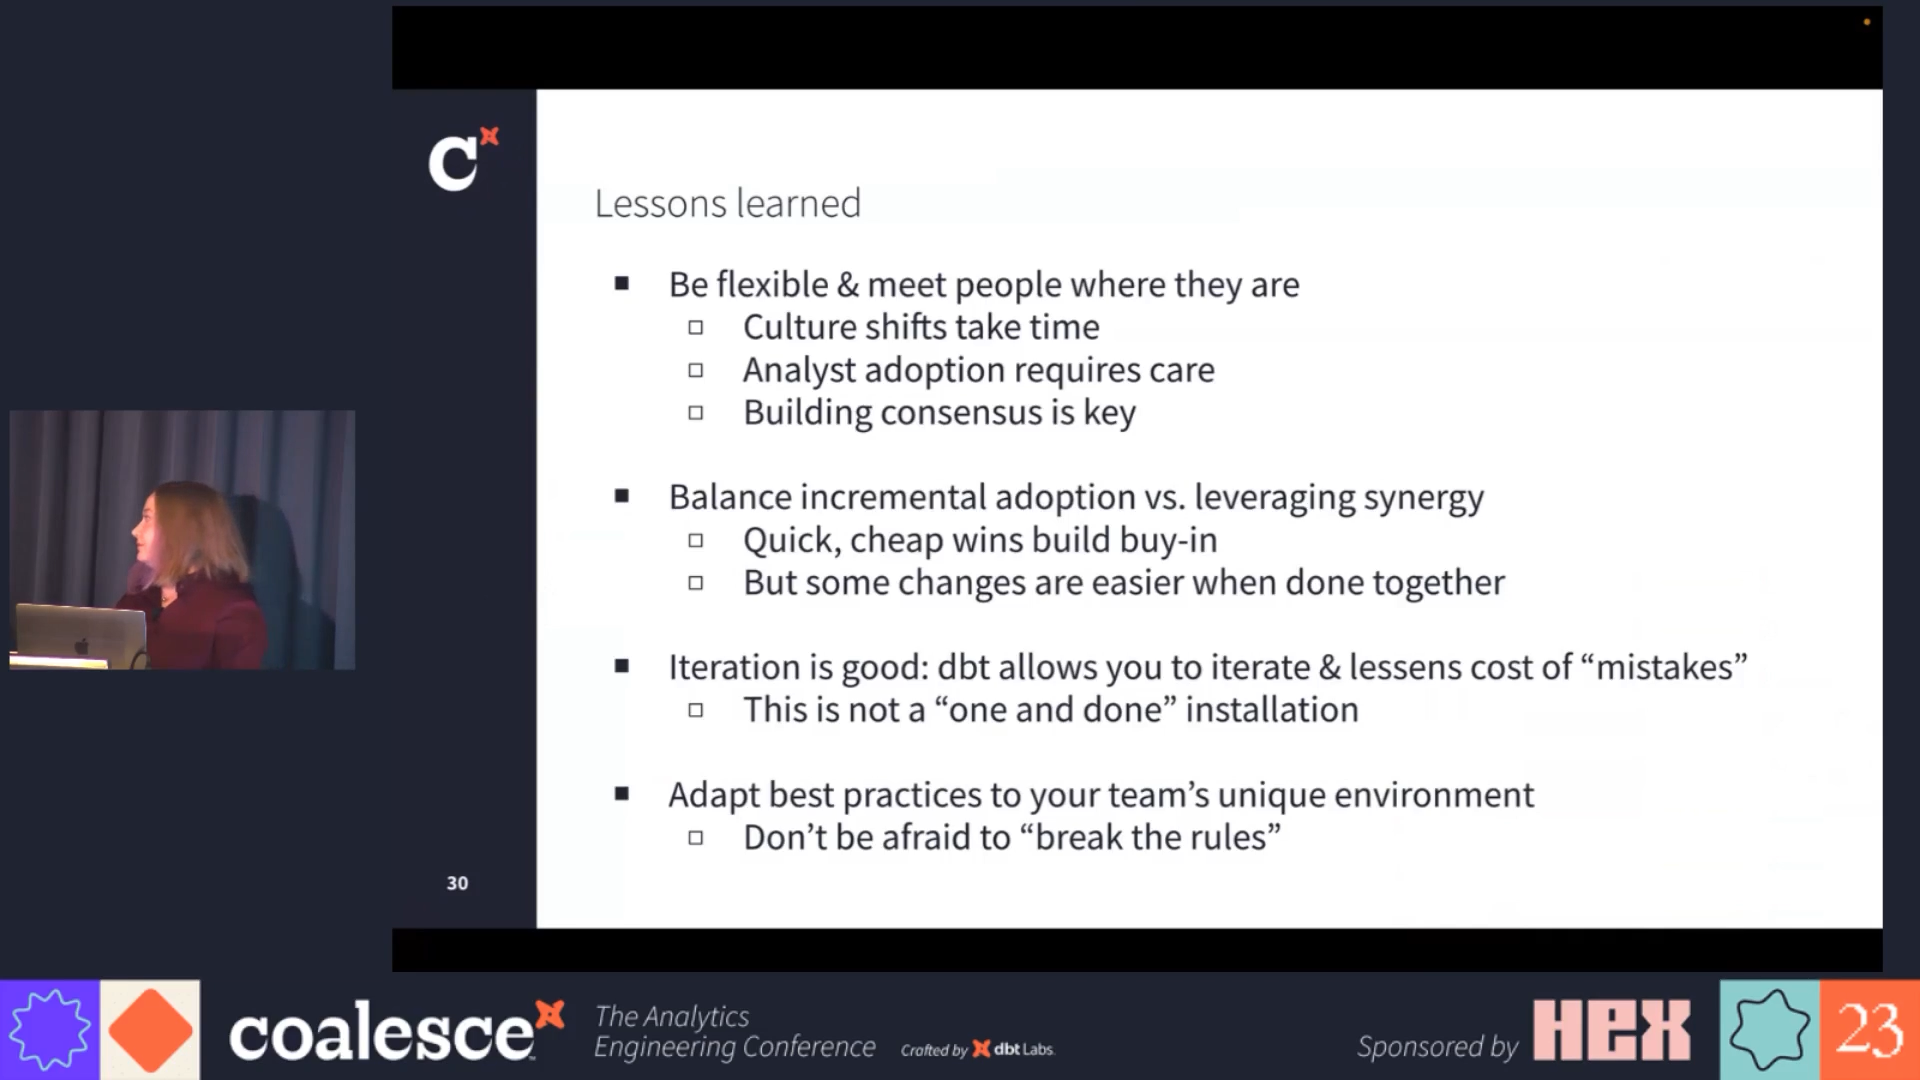 C
Lessons learned
■ Be flexible & meet people where they are
□ Culture shifts take time
□ Analyst adoption requires care
□ Building consensus is key
■ Balance incremental adoption vs. leveraging synergy
□ Quick, cheap wins build buy-in
□ But some changes are easier when done together
■ Iteration is good: dbt allows you to iterate & lessens cost of “mistakes”
□ This is not a “one and done” installation
■ Adapt best practices to your team’s unique environment
□ Don’t be afraid to “break the rules”
30
coalesce
The Analytics
Engineering Conference
Crafted by dbt Labs
Sponsored by HEX
23